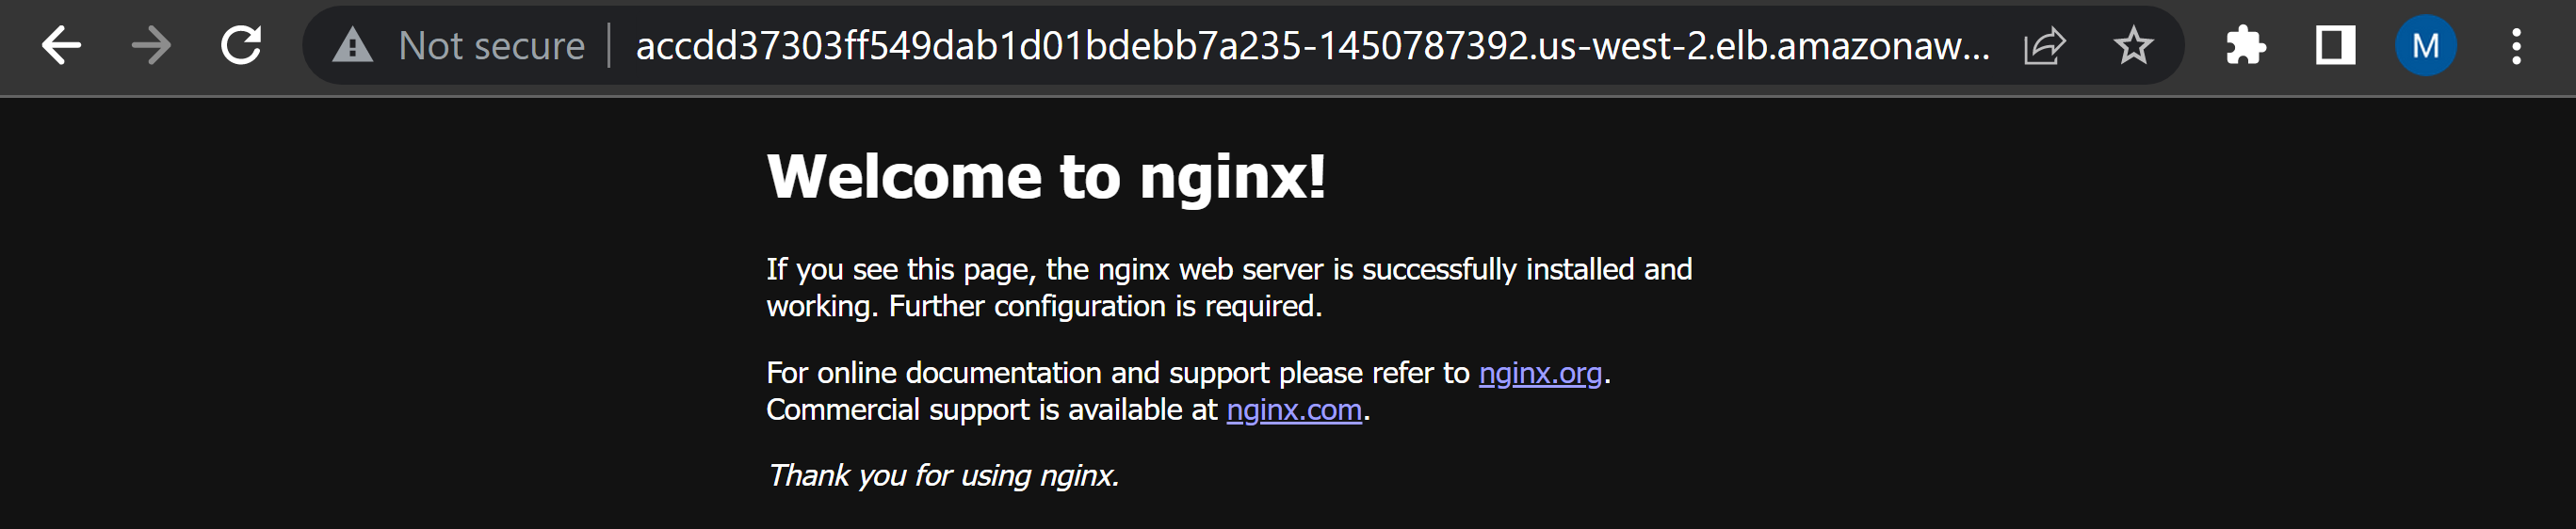 Not secure accdd37303ff549dab1d01bdebb7a235-1450787392.us-west-2.elb.amazonaw... M
Welcome to nginx!
If you see this page, the nginx web server is successfully installed and
working. Further configuration is required.
For online documentation and support please refer to nginx.org.
Commercial support is available at nginx.com.
Thank you for using nginx.